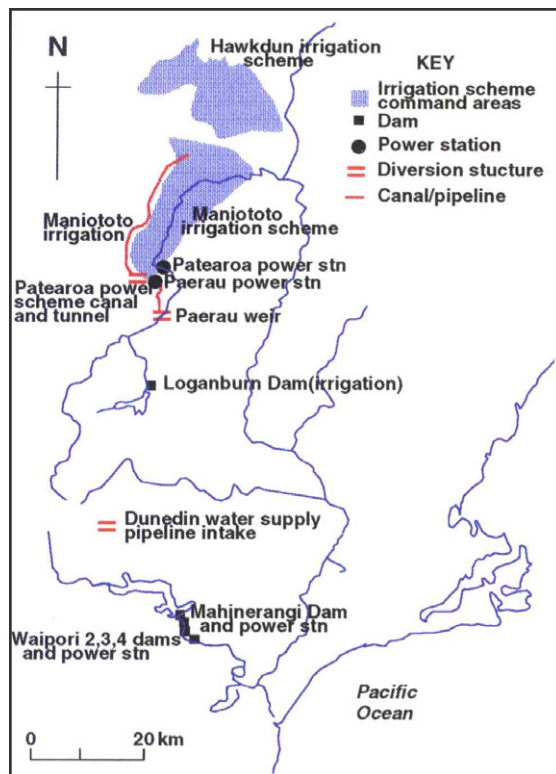 N
Hawkdun irrigation
scheme
KEY
Irrigation scheme
command areas
Dam
Power station
Diversion stucture
Canal/pipeline
Maniototo
irrigation
Maniototo
irrigation scheme
Patearoa power stn
Paerau power stn
Patearoa power
scheme canal
and tunnel
Paerau weir
Loganburn Dam(irrigation)
Dunedin water supply
pipeline intake
Mahinerangi Dam
and power stn
Waipori 2,3,4 dams
and power stn
Pacific
Ocean
0 20 km